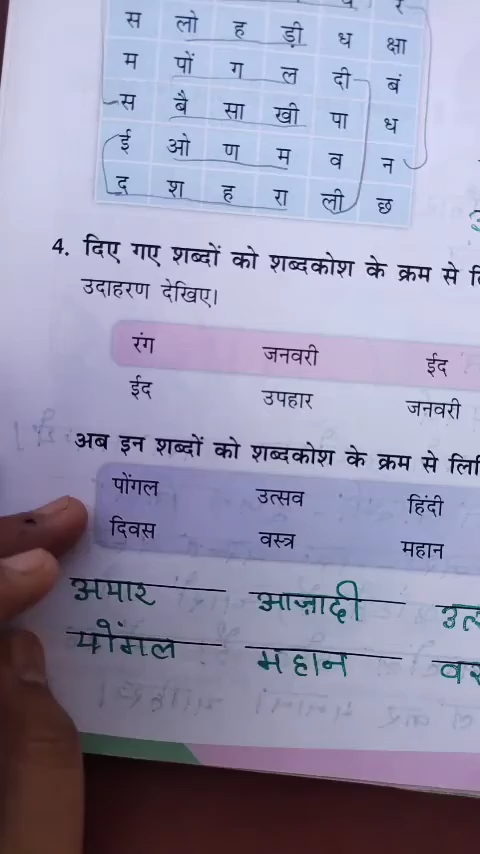 स लो ह ड़ी ध क्षा
म पों ग ल दी बं
स बै सा खी पा ध
ई ओ ण म व न
द श ह रा ली छ
4. दिए गए शब्दों को शब्दकोश के क्रम से
उदाहरण देखिए।
रंग जनवरी ईद
ईद उपहार जनवरी
अब इन शब्दों को शब्दकोश के क्रम से
पोंगल उत्सव हिंदी
दिवस वस्त्र महान
अपार आज़ादी
पोंगल महान